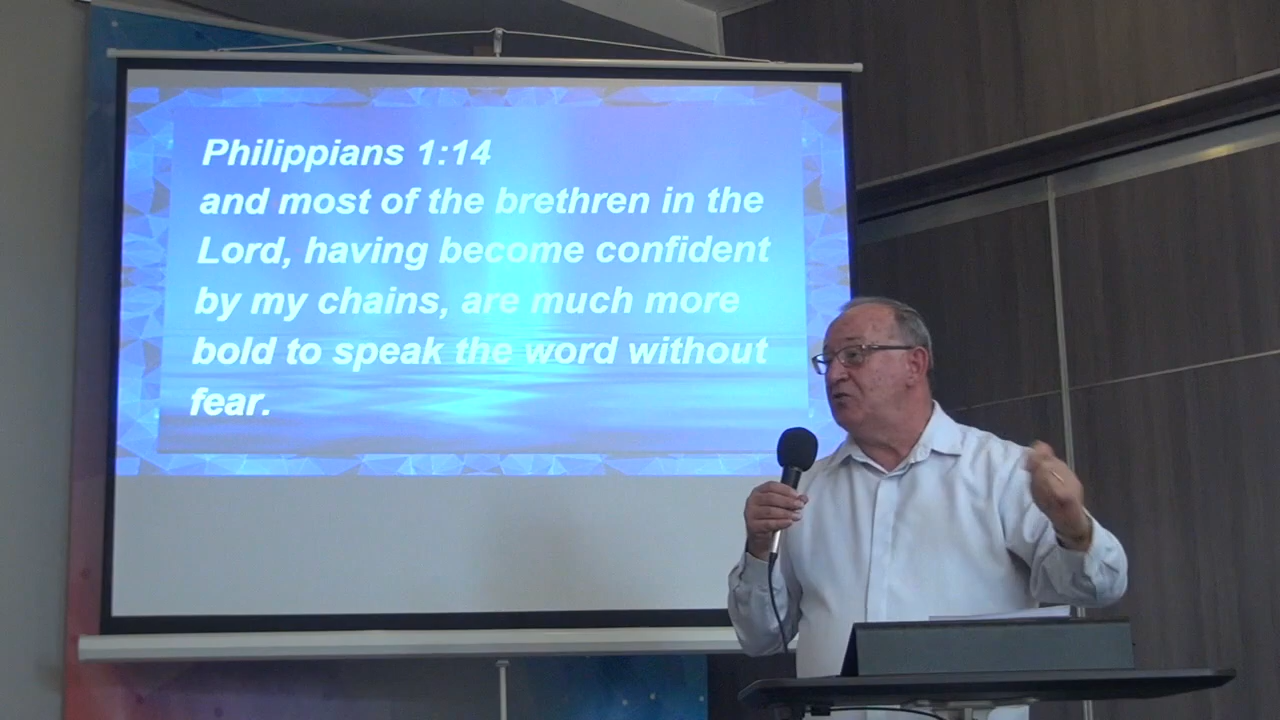 Philippians 1:14
and most of the brethren in the
Lord, having become confident
by my chains, are much more
bold to speak the word without
fear.